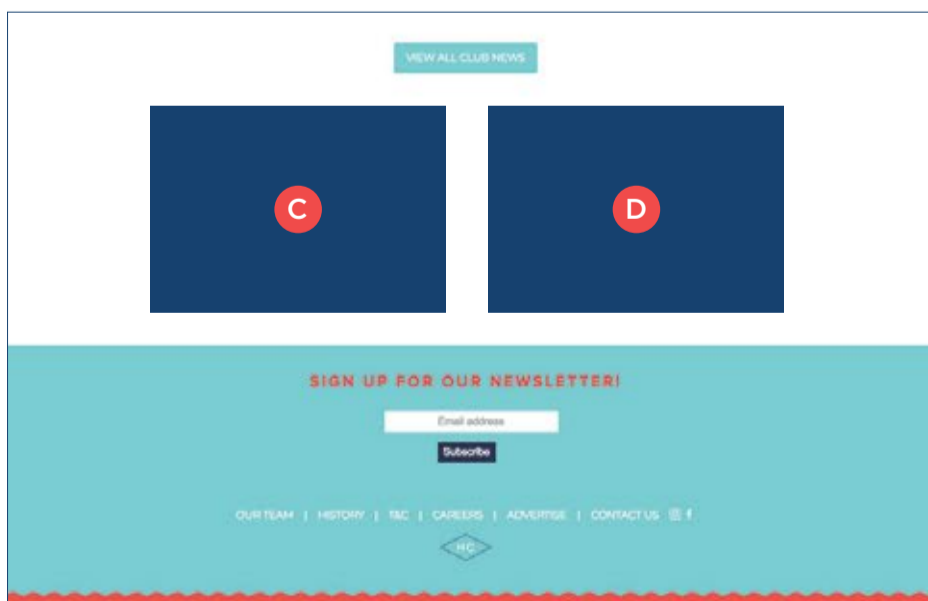 VIEW ALL CLUB NEWS
C
D
SIGN UP FOR OUR NEWSLETTER!
Email address
Subscribe
OUR TEAM | HISTORY | T&C | CAREERS | ADVERTISE | CONTACT US
HC